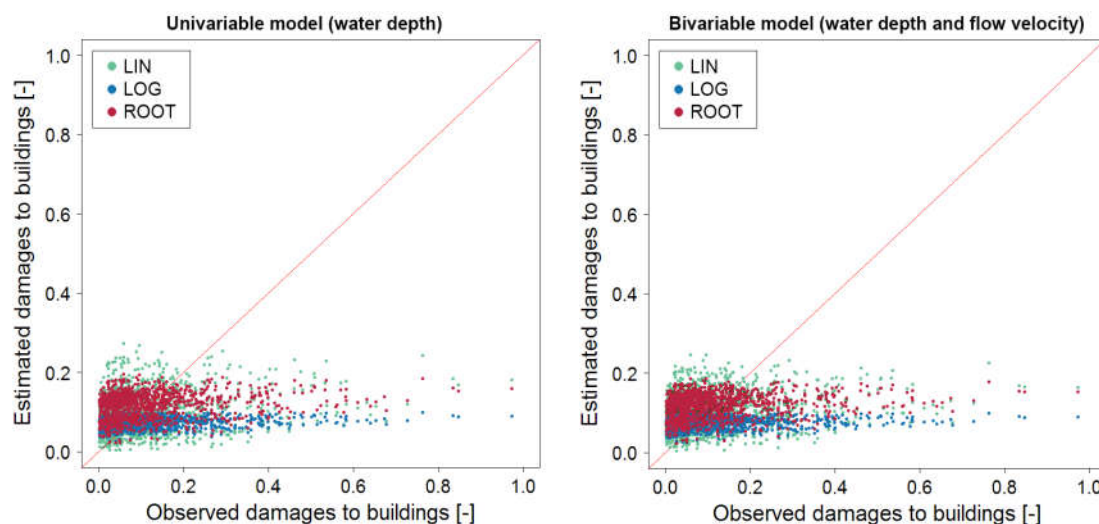 Univariable model (water depth)
Estimated damages to buildings [-]
1.0
0.8
0.6
0.4
0.2
0.0
LIN
LOG
ROOT
0.0 0.2 0.4 0.6 0.8 1.0
Observed damages to buildings [-]
Bivariable model (water depth and flow velocity)
Estimated damages to buildings [-]
1.0
0.8
0.6
0.4
0.2
0.0
LIN
LOG
ROOT
0.0 0.2 0.4 0.6 0.8 1.0
Observed damages to buildings [-]